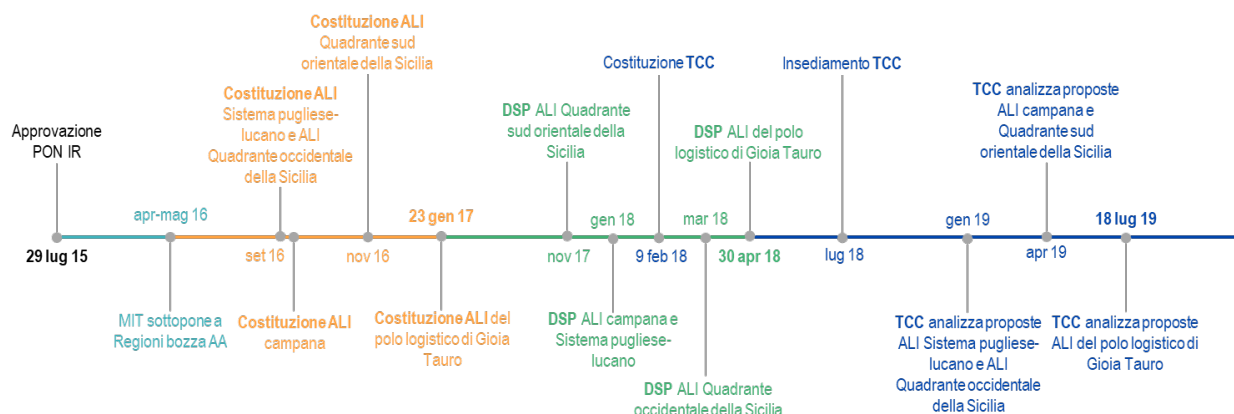 Approvazione
PON IR
29 lug 15
apr-mag 16
MIT sottopone a
Regioni bozza AA
Costituzione ALI
Sistema pugliese-
lucano e ALI
Quadrante occidentale
della Sicilia
set 16
Costituzione ALI
campana
Costituzione ALI
Quadrante sud
orientale della Sicilia
nov 16
23 gen 17
Costituzione ALI del
polo logistico di Gioia
Tauro
DSP ALI Quadrante
sud orientale della
Sicilia
nov 17
gen 18
DSP ALI campana e
Sistema pugliese-
lucano
Costituzione TCC
9 feb 18
mar 18
DSP ALI Quadrante
occidentale della Sicilia
DSP ALI del polo
logistico di Gioia Tauro
30 apr 18
Insediamento TCC
lug 18
gen 19
TCC analizza proposte
ALI Sistema pugliese-
lucano e ALI
Quadrante occidentale
della Sicilia
TCC analizza proposte
ALI campana e
Quadrante sud
orientale della Sicilia
apr 19
18 lug 19
TCC analizza proposte
ALI del polo logistico di
Gioia Tauro